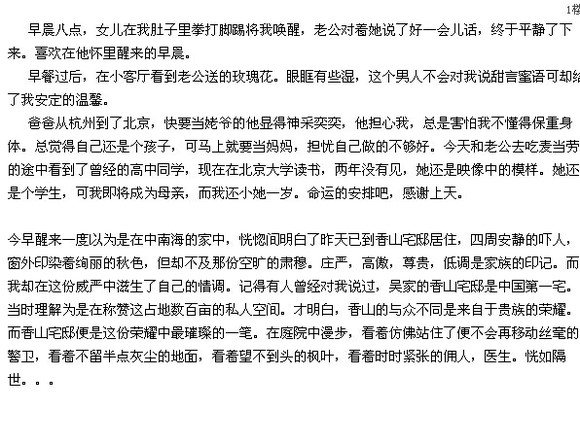 1楼
早晨八点，女儿在我肚子里拳打脚踢将我唤醒，老公对着她说了好一会儿话，终于平静了下
来。喜欢在他怀里醒来的早晨。
早餐过后，在小客厅看到老公送的玫瑰花。眼眶有些湿，这个男人不会对我说甜言蜜语可却给
了我安定的温馨。
爸爸从杭州到了北京，快要当姥爷的他显得神采奕奕，他担心我，总是害怕我不懂得保重身
体。总觉得自己还是个孩子，可马上就要当妈妈，担忧自己做的不够好。今天和老公去吃麦当劳
的途中看到了曾经的高中同学，现在在北京大学读书，两年没有见，她还是映像中的模样。她还
是个学生，可我即将成为母亲，而我还小她一岁。命运的安排吧，感谢上天。
今早醒来一度以为是在中南海的家中，恍惚间明白了昨天已到香山宅邸居住，四周安静的吓人，
窗外印染着绚丽的秋色，但却不及那份空旷的肃穆。庄严，高傲，尊贵，低调是家族的印记。而
我却在这份威严中滋生了自己的情调。记得有人曾经对我说过，吴家的香山宅邸是中国第一宅。
当时理解为是在称赞这占地数百亩的私人空间。才明白，香山的与众不同是来自于贵族的荣耀。
而香山宅邸便是这份荣耀中最璀璨的一笔。在庭院中漫步，看着仿佛站住了便不会再移动丝毫的
警卫，看着不留半点灰尘的地面，看着望不到头的枫叶，看着时时紧张的佣人，医生。恍如隔
世。。。